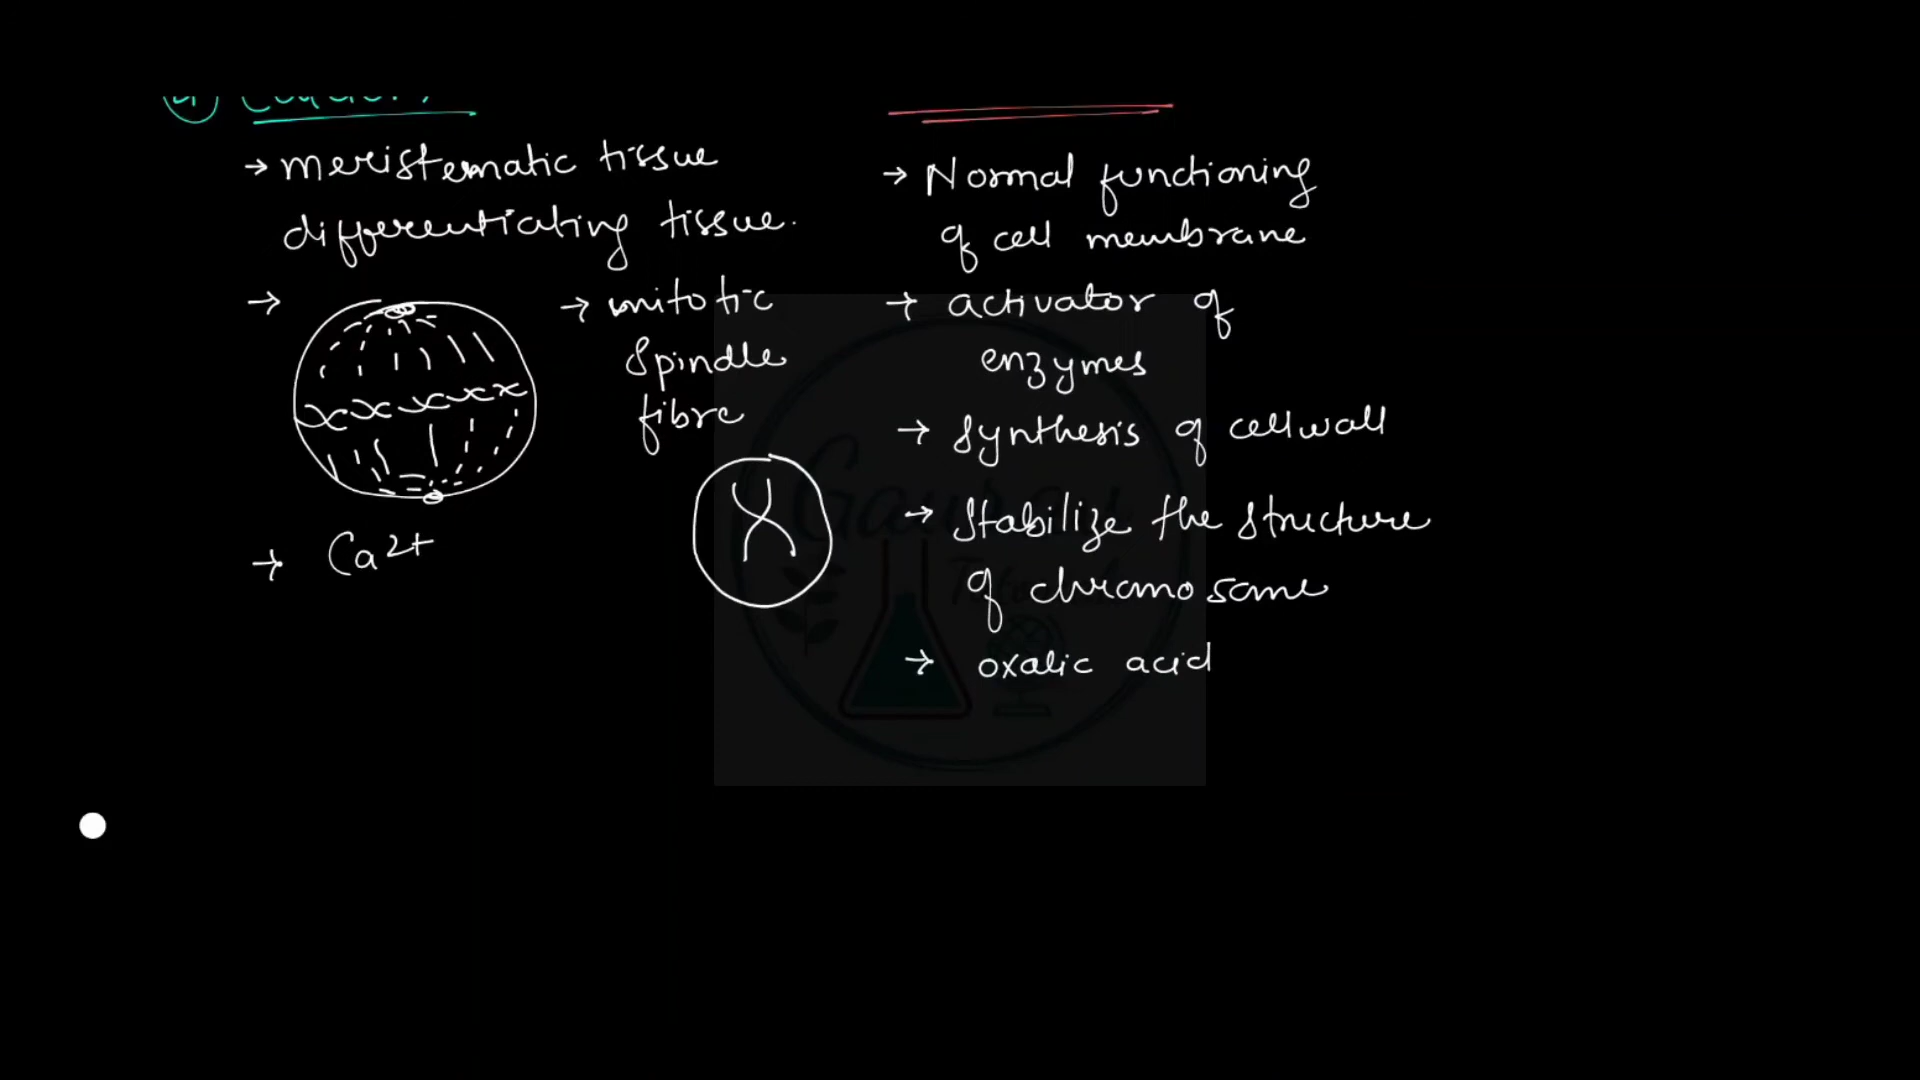 → meristematic tissue
differentiating tissue.
→
→ mitotic
spindle
fibre
→ Ca2+
→ Normal functioning
of cell membrane
→ activator of
enzymes
→ synthesis of cellwall
→ Stabilize the structure
of chromosome
→ oxalic acid